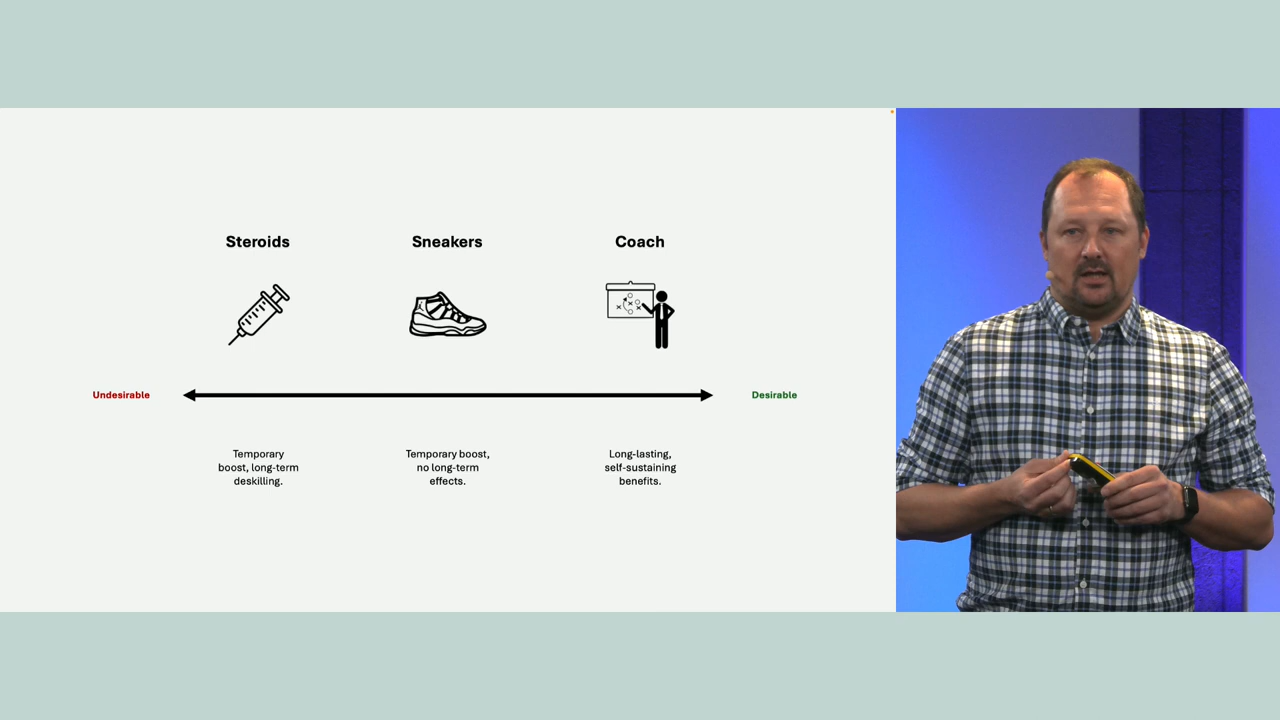 Steroids
Sneakers
Coach
Undesirable
Desirable
Temporary
boost, long-term
deskilling.
Temporary boost,
no long-term
effects.
Long-lasting,
self-sustaining
benefits.